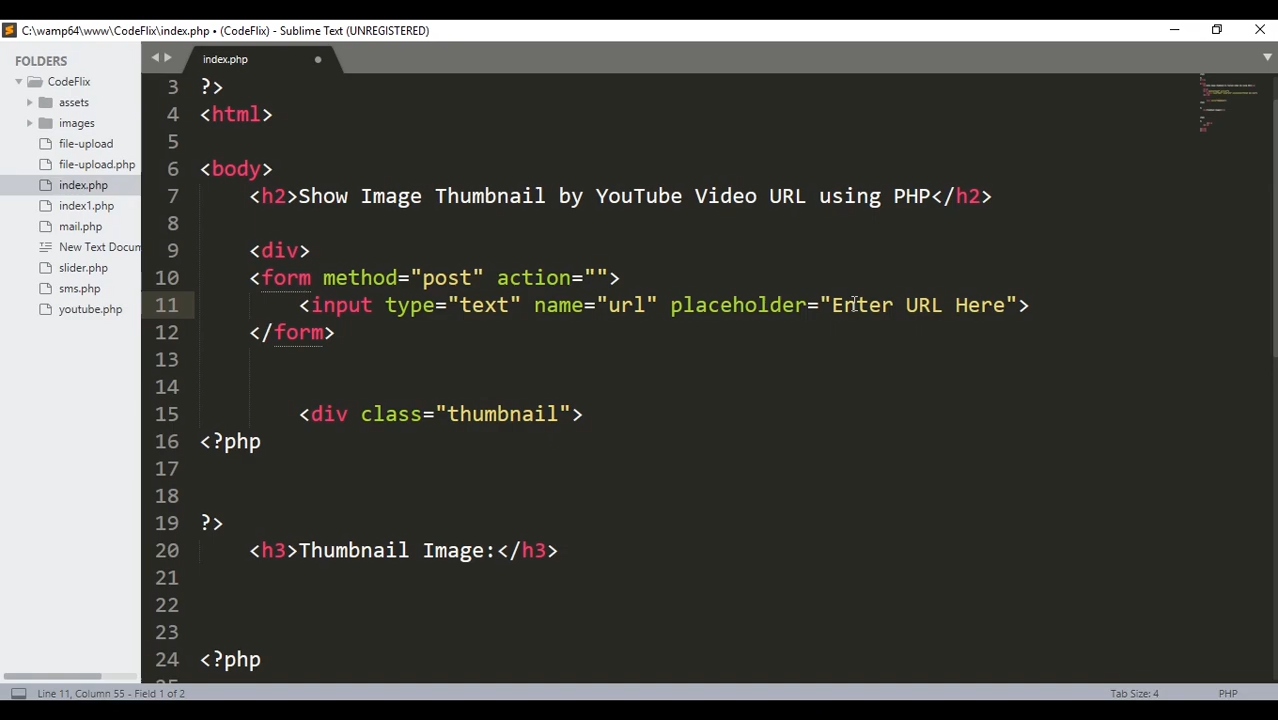 C:\wamp64\www\CodeFlix\index.php • (CodeFlix) - Sublime Text (UNREGISTERED)
FOLDERS
CodeFlix
assets
images
file-upload
file-upload.php
index.php
index1.php
mail.php
New Text Docum
slider.php
sms.php
youtube.php
index.php
3 ?>
4 <html>
5
6 <body>
7 <h2>Show Image Thumbnail by YouTube Video URL using PHP</h2>
8
9 <div>
10 <form method="post" action="">
11 <input type="text" name="url" placeholder="Enter URL Here">
12 </form>
13
14
15 <div class="thumbnail">
16 <?php
17
18
19 ?>
20 <h3>Thumbnail Image:</h3>
21
22
23
24 <?php
Line 11, Column 55 - Field 1 of 2
Tab Size: 4
PHP